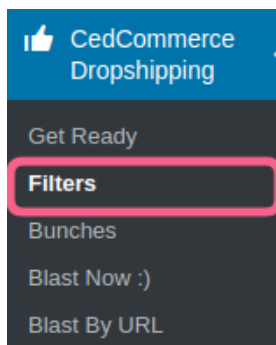 CedCommerce
Dropshipping
Get Ready
Filters
Bunches
Blast Now :)
Blast By URL